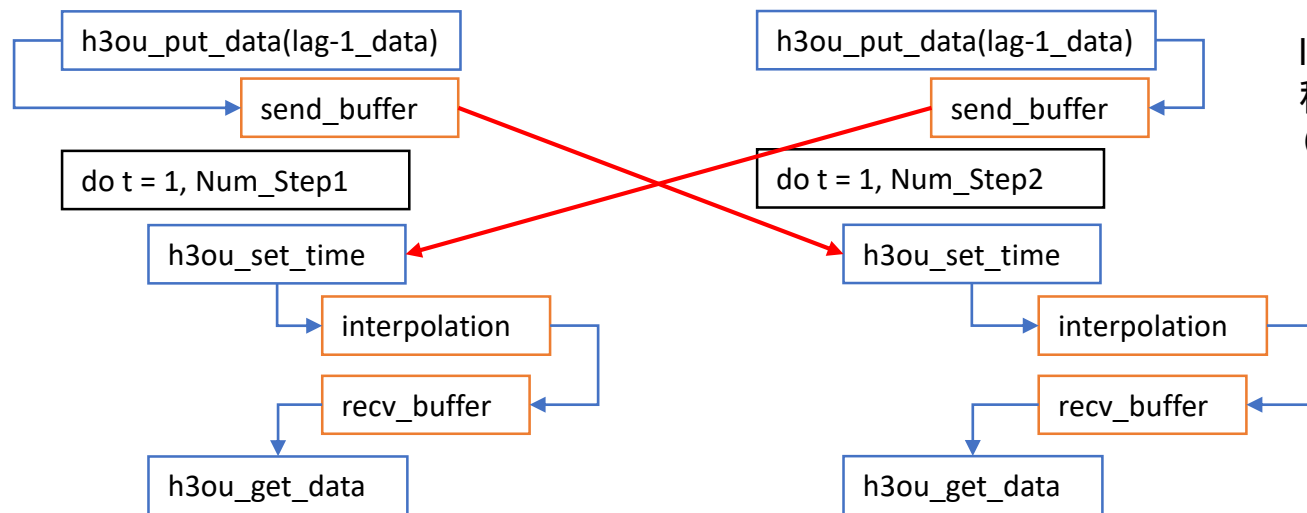 h3ou_put_data(lag-1_data)
send_buffer
do t = 1, Num_Step1
h3ou_set_time
interpolation
recv_buffer
h3ou_get_data
h3ou_put_data(lag-1_data)
send_buffer
do t = 1, Num_Step2
h3ou_set_time
interpolation
recv_buffer
h3ou_get_data